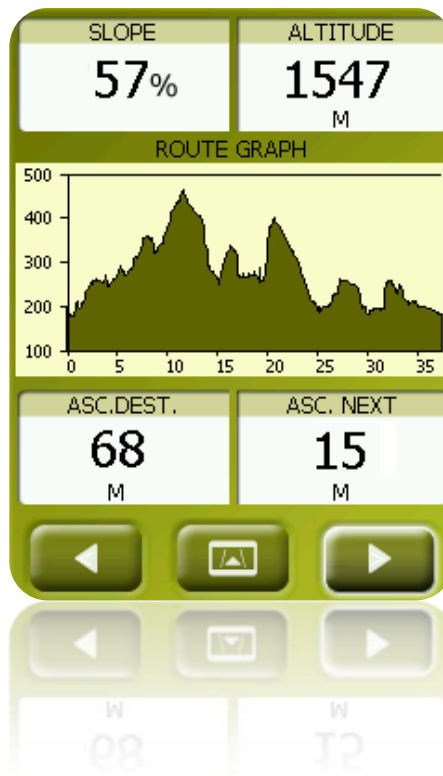 SLOPE ALTITUDE
57% 1547
M
ROUTE GRAPH
500
400
300
200
100
0 5 10 15 20 25 30 35
ASC.DEST. ASC. NEXT
68 15
M M